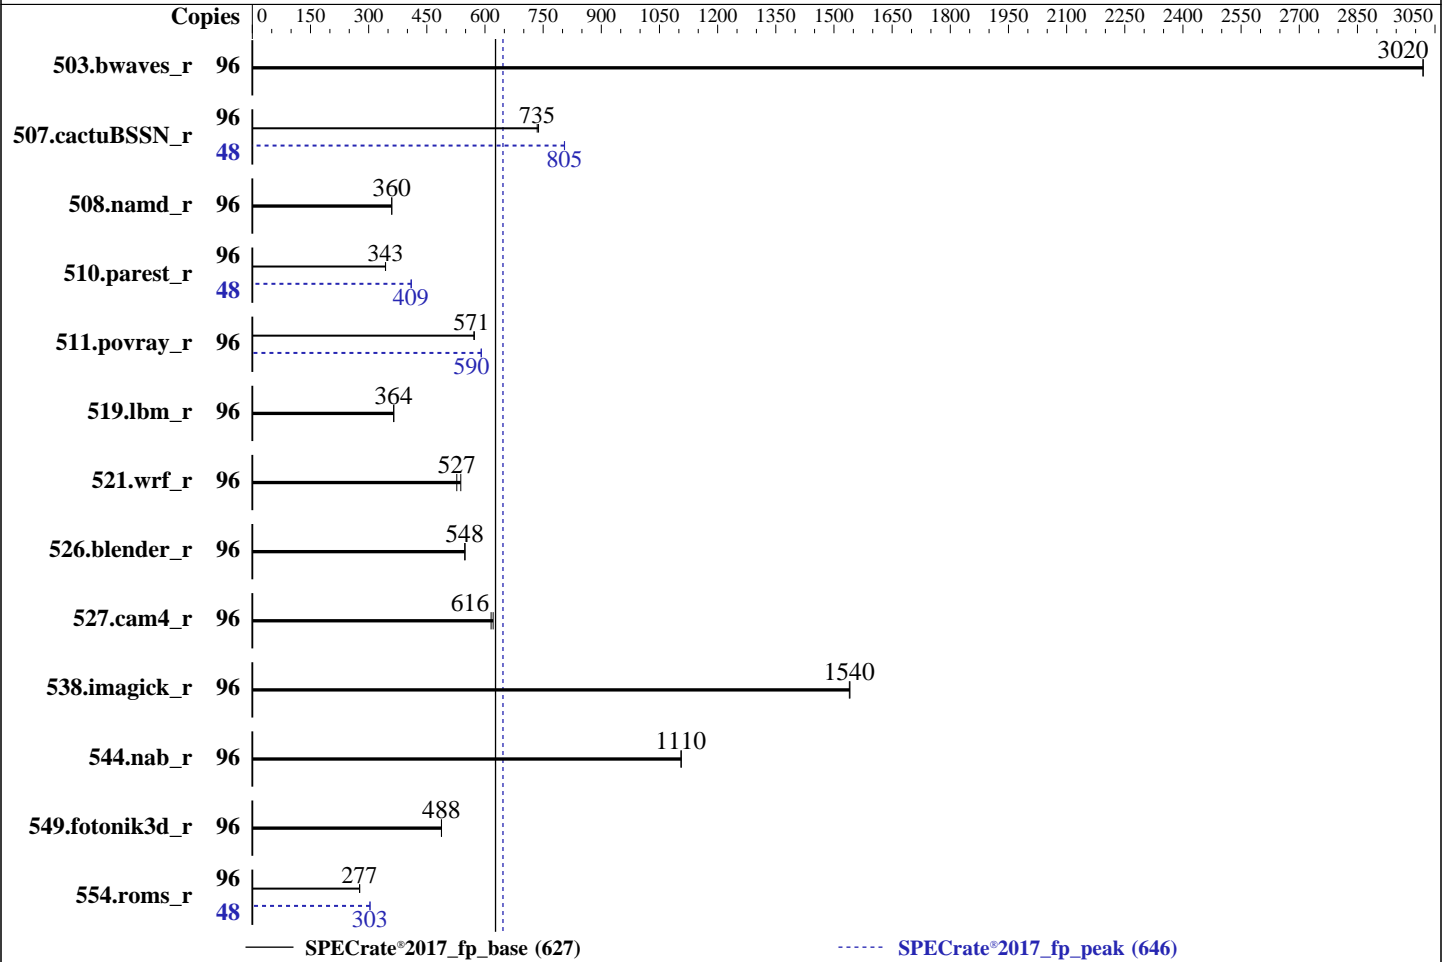 Copies 0 150 300 450 600 750 900 1050 1200 1350 1500 1650 1800 1950 2100 2250 2400 2550 2700 2850 3050
503.bwaves_r 96 3020
507.cactuBSSN_r 96 735
48 805
508.namd_r 96 360
510.parest_r 96 343
48 409
511.povray_r 96 571
590
519.lbm_r 96 364
521.wrf_r 96 527
526.blender_r 96 548
527.cam4_r 96 616
538.imagick_r 96 1540
544.nab_r 96 1110
549.fotonik3d_r 96 488
554.roms_r 96 277
48 303
SPECrate®2017_fp_base (627) SPECrate®2017_fp_peak (646)